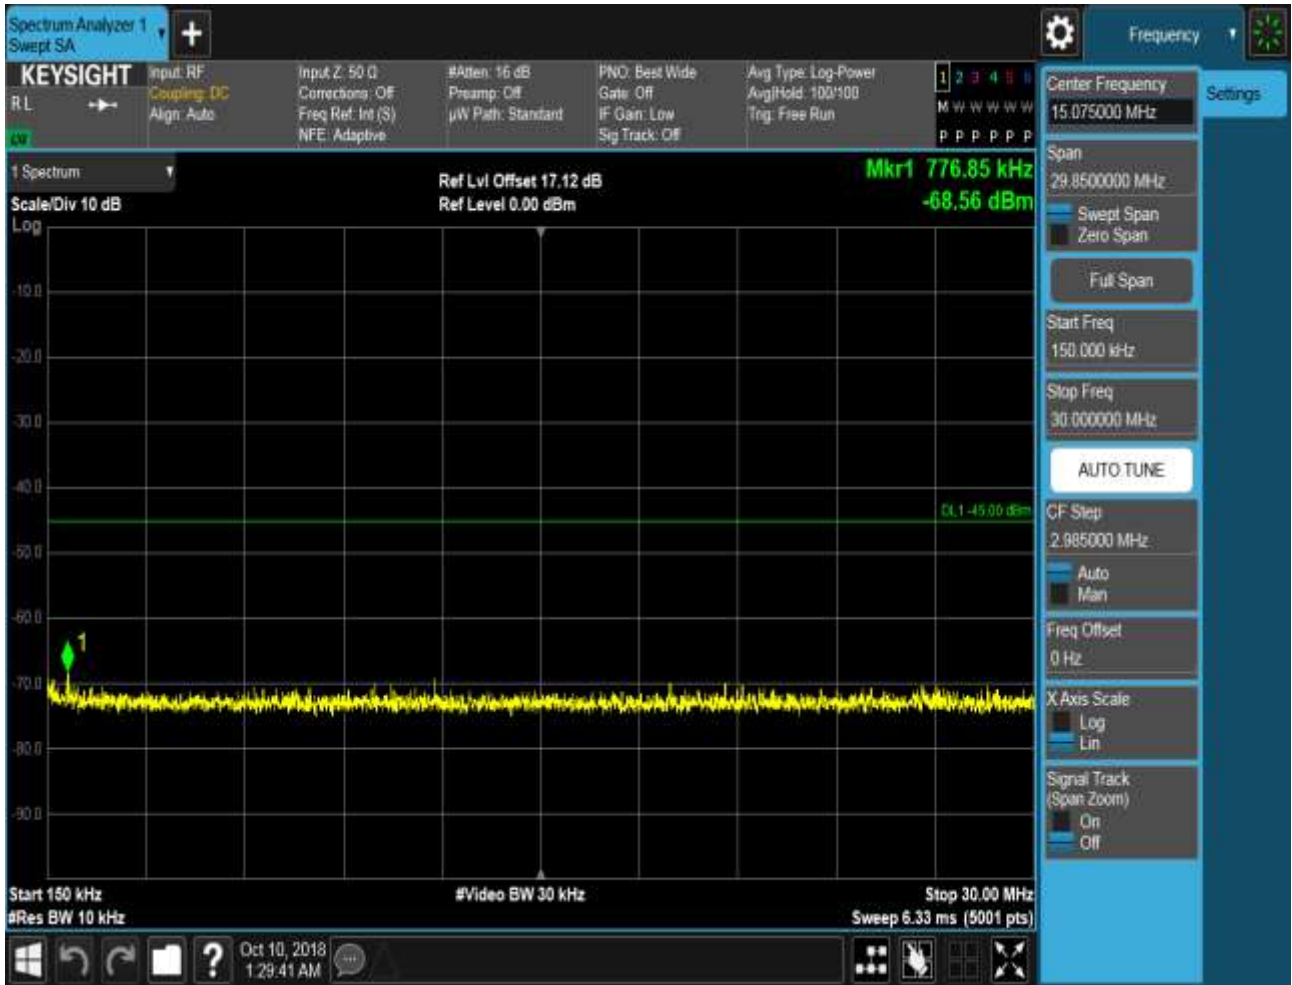 Spectrum Analyzer 1
Swept SA
+
Frequency
KEYSIGHT
RL
LXI
Input: RF
Coupling: DC
Align: Auto
Input Z: 50 Ω
Corrections: Off
Freq Ref: Int (S)
NFE: Adaptive
#Atten: 16 dB
Preamp: Off
µW Path: Standard
PNO: Best Wide
Gate: Off
IF Gain: Low
Sig Track: Off
Avg Type: Log-Power
Avg|Hold: 100/100
Trig: Free Run
1 2 3 4 5 6
M W W W W W
P P P P P P
1 Spectrum
Scale/Div 10 dB
Log
Ref Lvl Offset 17.12 dB
Ref Level 0.00 dBm
Mkr1 776.85 kHz
-68.56 dBm
-10.0
-20.0
-30.0
-40.0
DL1 -45.00 dBm
-50.0
-60.0
1
-70.0
-80.0
-90.0
Start 150 kHz
#Video BW 30 kHz
Stop 30.00 MHz
#Res BW 10 kHz
Sweep 6.33 ms (5001 pts)
?
Oct 10, 2018
1:29:41 AM
Center Frequency
15.075000 MHz
Settings
Span
29.8500000 MHz
Swept Span
Zero Span
Full Span
Start Freq
150.000 kHz
Stop Freq
30.000000 MHz
AUTO TUNE
CF Step
2.985000 MHz
Auto
Man
Freq Offset
0 Hz
X Axis Scale
Log
Lin
Signal Track
(Span Zoom)
On
Off